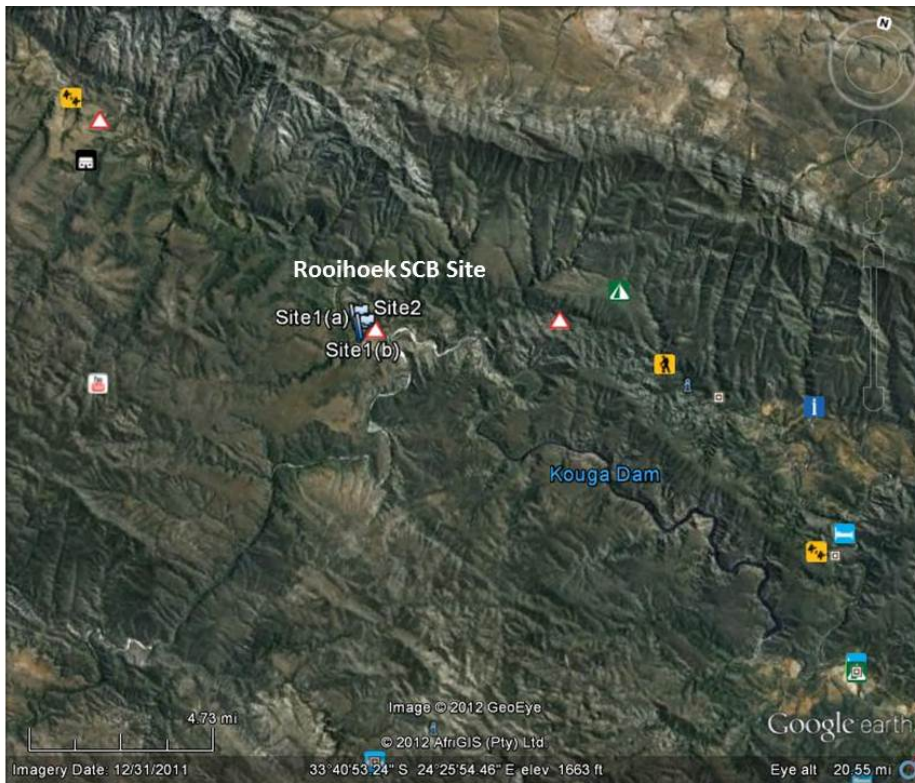 N
Rooihoek SCB Site
Site1(a) Site2
Site1(b)
Kouga Dam
Image © 2012 GeoEye
4.73 mi
© 2012 AfriGIS (Pty) Ltd.
Google earth
Imagery Date: 12/31/2011 33°40'53.24" S 24°25'54.46" E elev 1663 ft Eye alt 20.55 mi